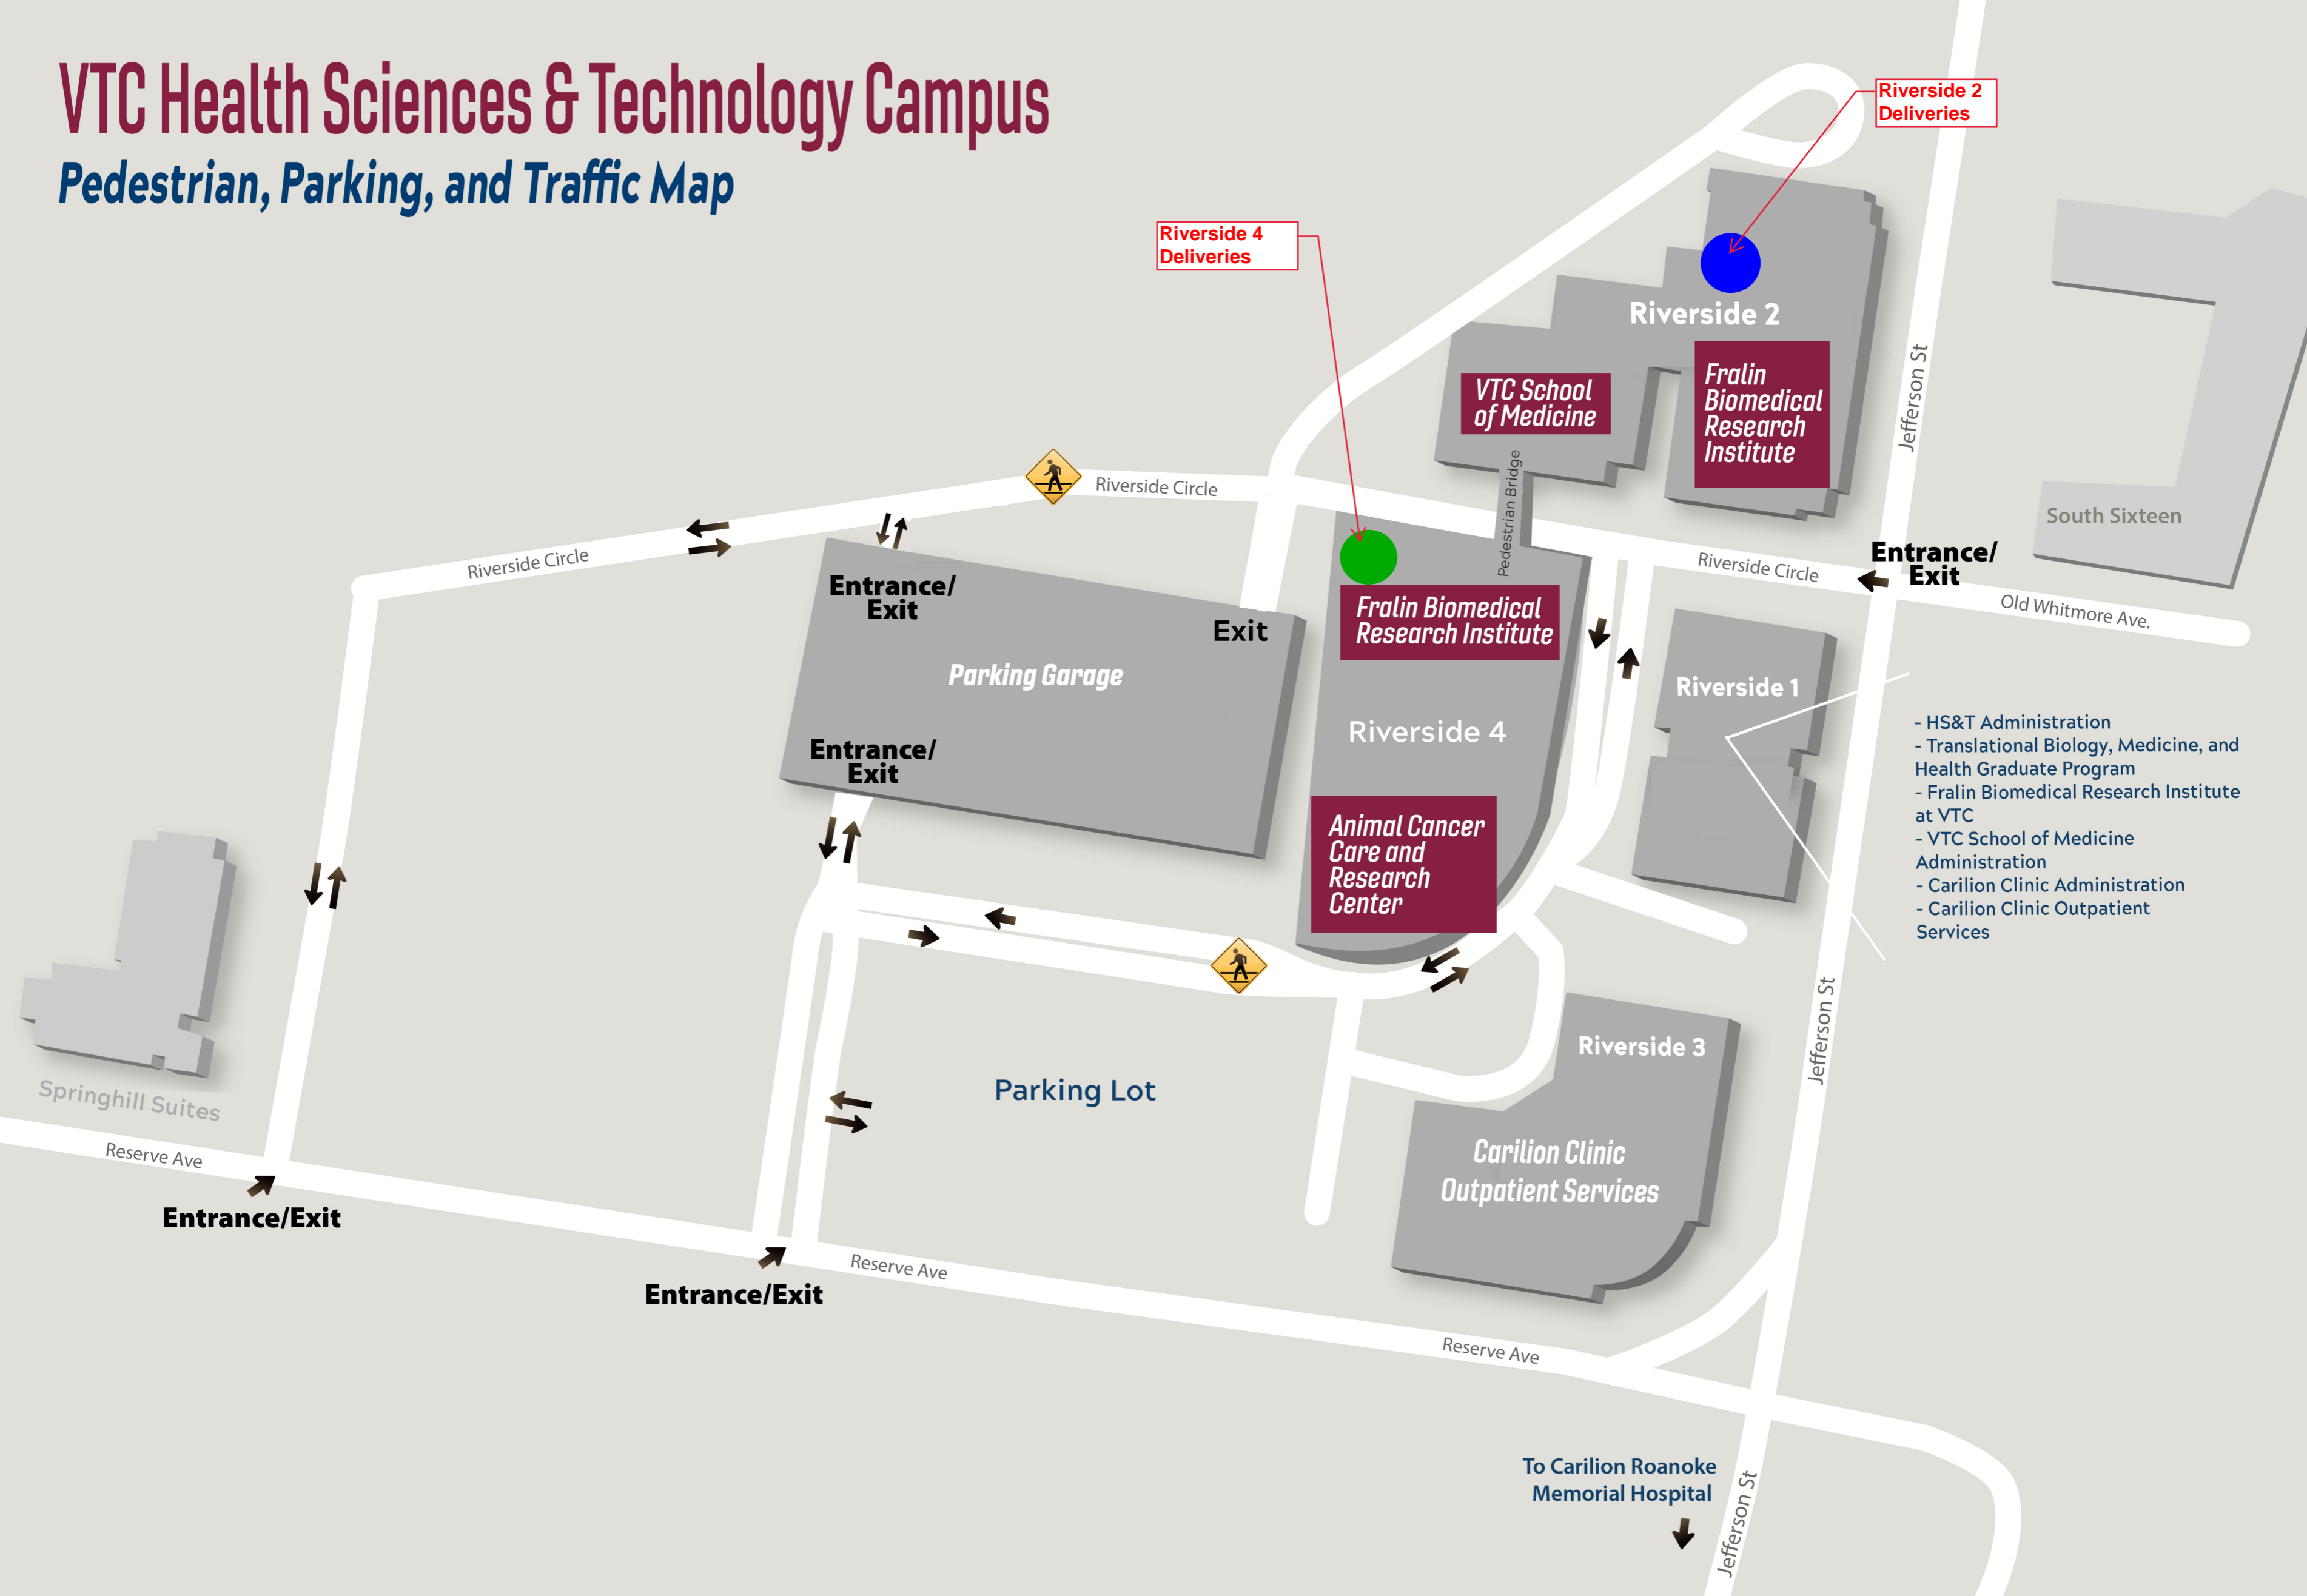 VTC Health Sciences & Technology Campus
Pedestrian, Parking, and Traffic Map
Riverside 2
Deliveries
Riverside 4
Deliveries
Riverside 2
Fralin
Biomedical
Research
Institute
VTC School
of Medicine
Jefferson St
Pedestrian Bridge
South Sixteen
Riverside Circle
Riverside Circle
Riverside Circle
Entrance/
Exit
Old Whitmore Ave.
Entrance/
Exit
Exit
Parking Garage
Entrance/
Exit
Fralin Biomedical
Research Institute
Riverside 4
Animal Cancer
Care and
Research
Center
Riverside 1
- HS&T Administration
- Translational Biology, Medicine, and
Health Graduate Program
- Fralin Biomedical Research Institute
at VTC
- VTC School of Medicine
Administration
- Carilion Clinic Administration
- Carilion Clinic Outpatient
Services
Jefferson St
Riverside 3
Carilion Clinic
Outpatient Services
Parking Lot
Springhill Suites
Reserve Ave
Entrance/Exit
Entrance/Exit
Reserve Ave
Reserve Ave
To Carilion Roanoke
Memorial Hospital
Jefferson St